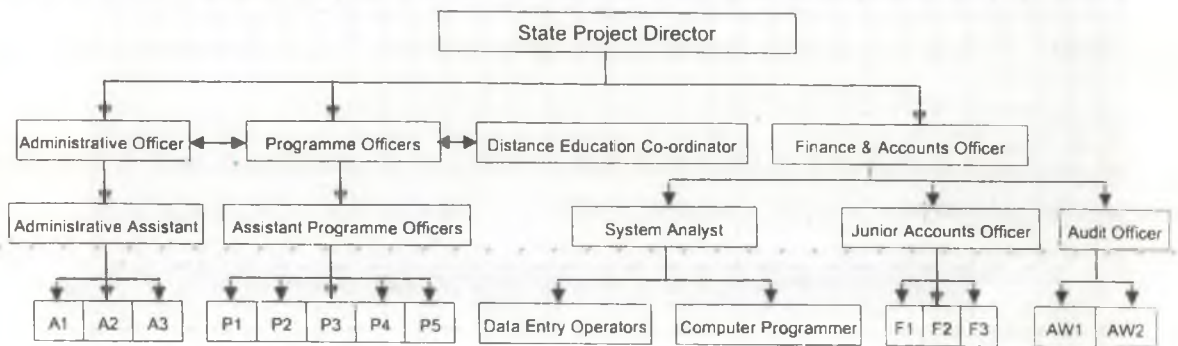 State Project Director
Administrative Officer Programme Officers Distance Education Co-ordinator Finance & Accounts Officer
Administrative Assistant Assistant Programme Officers System Analyst Junior Accounts Officer Audit Officer
A1 A2 A3 P1 P2 P3 P4 P5 Data Entry Operators Computer Programmer F1 F2 F3 AW1 AW2